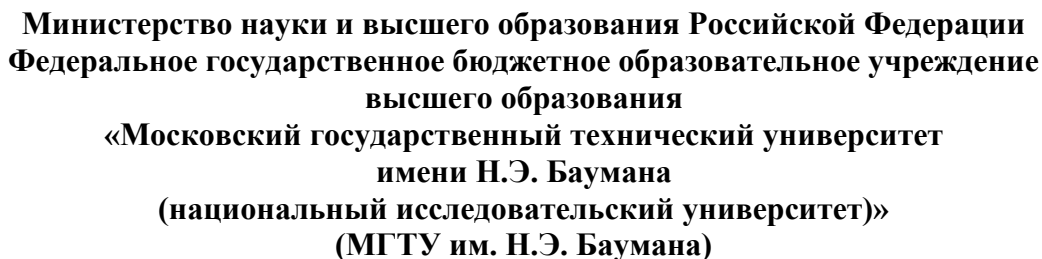 Министерство науки и высшего образования Российской Федерации
Федеральное государственное бюджетное образовательное учреждение
высшего образования
«Московский государственный технический университет
имени Н.Э. Баумана
(национальный исследовательский университет)»
(МГТУ им. Н.Э. Баумана)